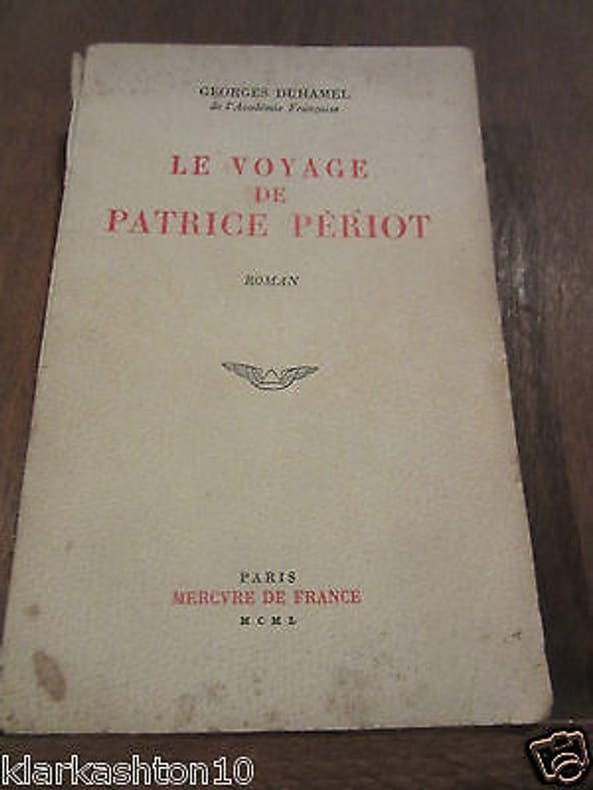 GEORGES DUHAMEL
de l'Académie Française
LE VOYAGE
DE
PATRICE PÉRIOT
ROMAN
PARIS
MERCVRE DE FRANCE
MCML
klarkashton10